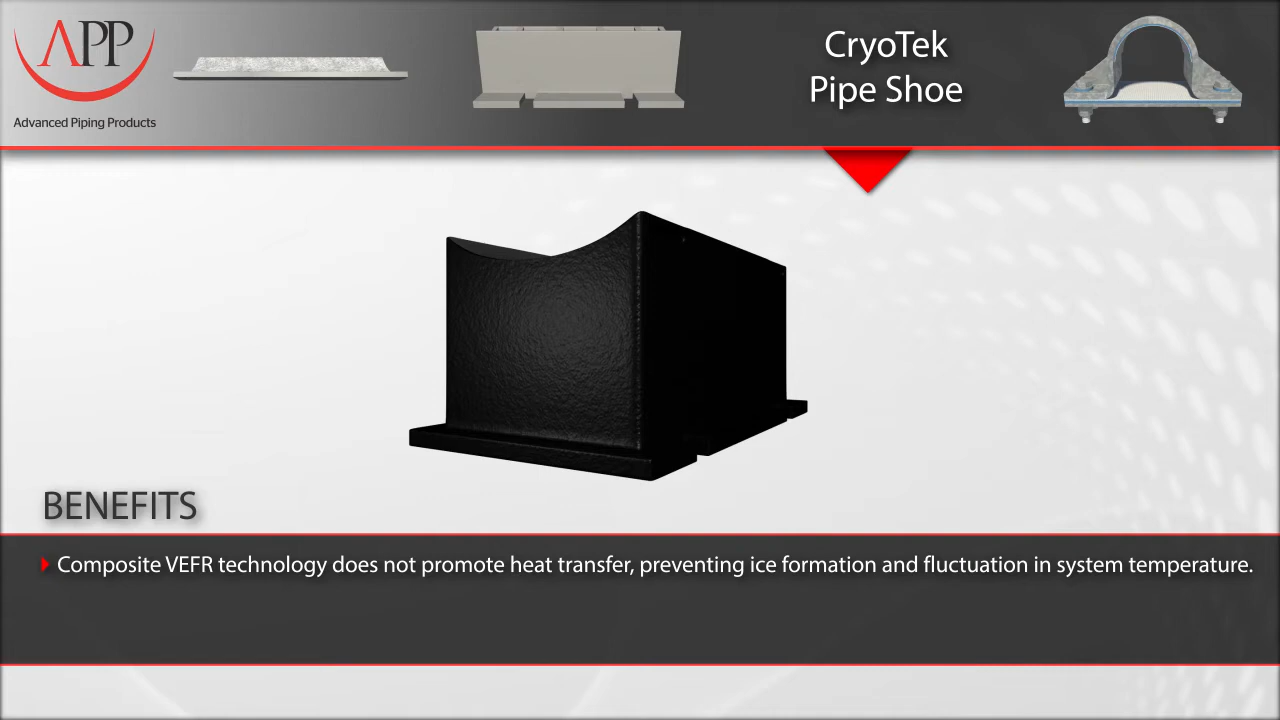 APP
Advanced Piping Products
CryoTek
Pipe Shoe
BENEFITS
Composite VEFR technology does not promote heat transfer, preventing ice formation and fluctuation in system temperature.